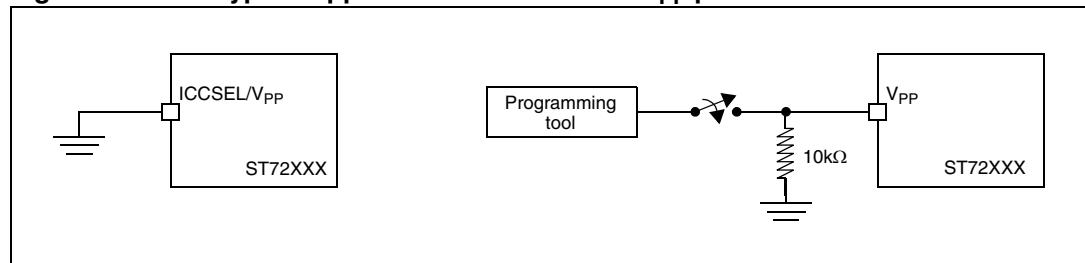 ICCSEL/VPP
ST72XXX
Programming
tool
VPP
10kΩ
ST72XXX